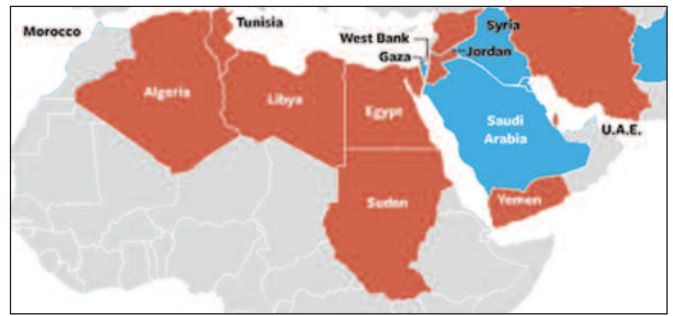 Morocco
Tunisia
Syria
West Bank
Jordan
Gaza
Algeria
Libya
Egypt
Saudi
Arabia
U.A.E.
Sudan
Yemen